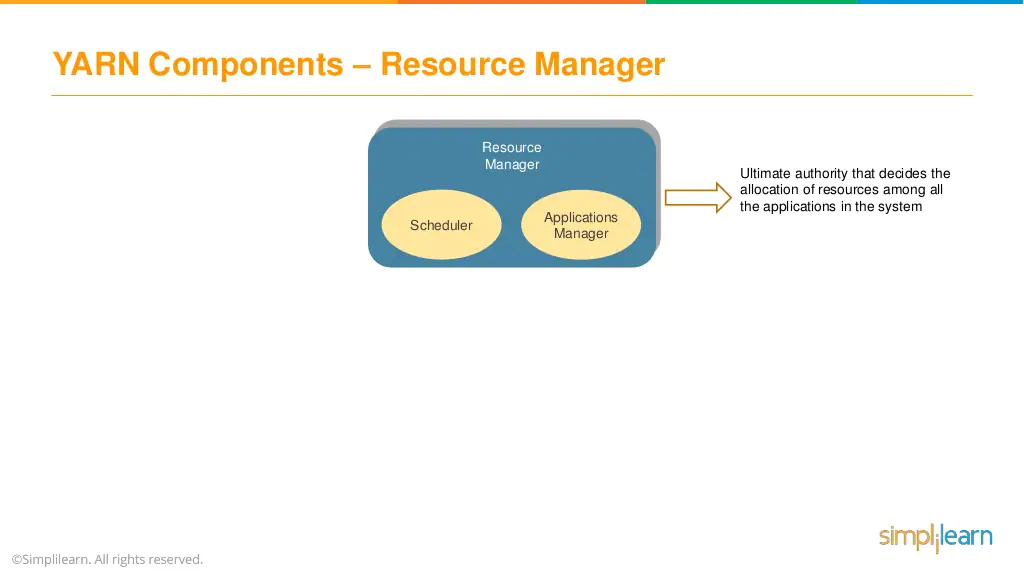 YARN Components – Resource Manager
Resource
Manager
Scheduler
Applications
Manager
Ultimate authority that decides the
allocation of resources among all
the applications in the system
simplilearn
©Simplilearn. All rights reserved.